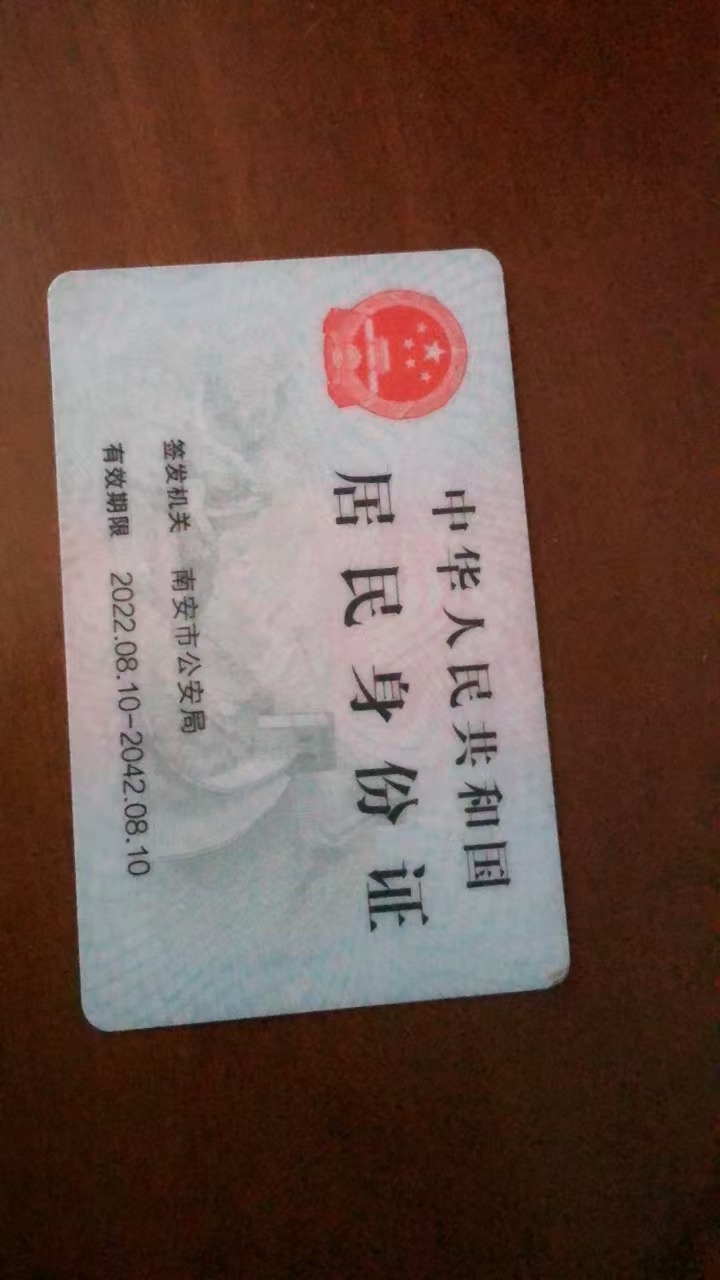 中华人民共和国
居民身份证
签发机关 南安市公安局
有效期限 2022.08.10-2042.08.10